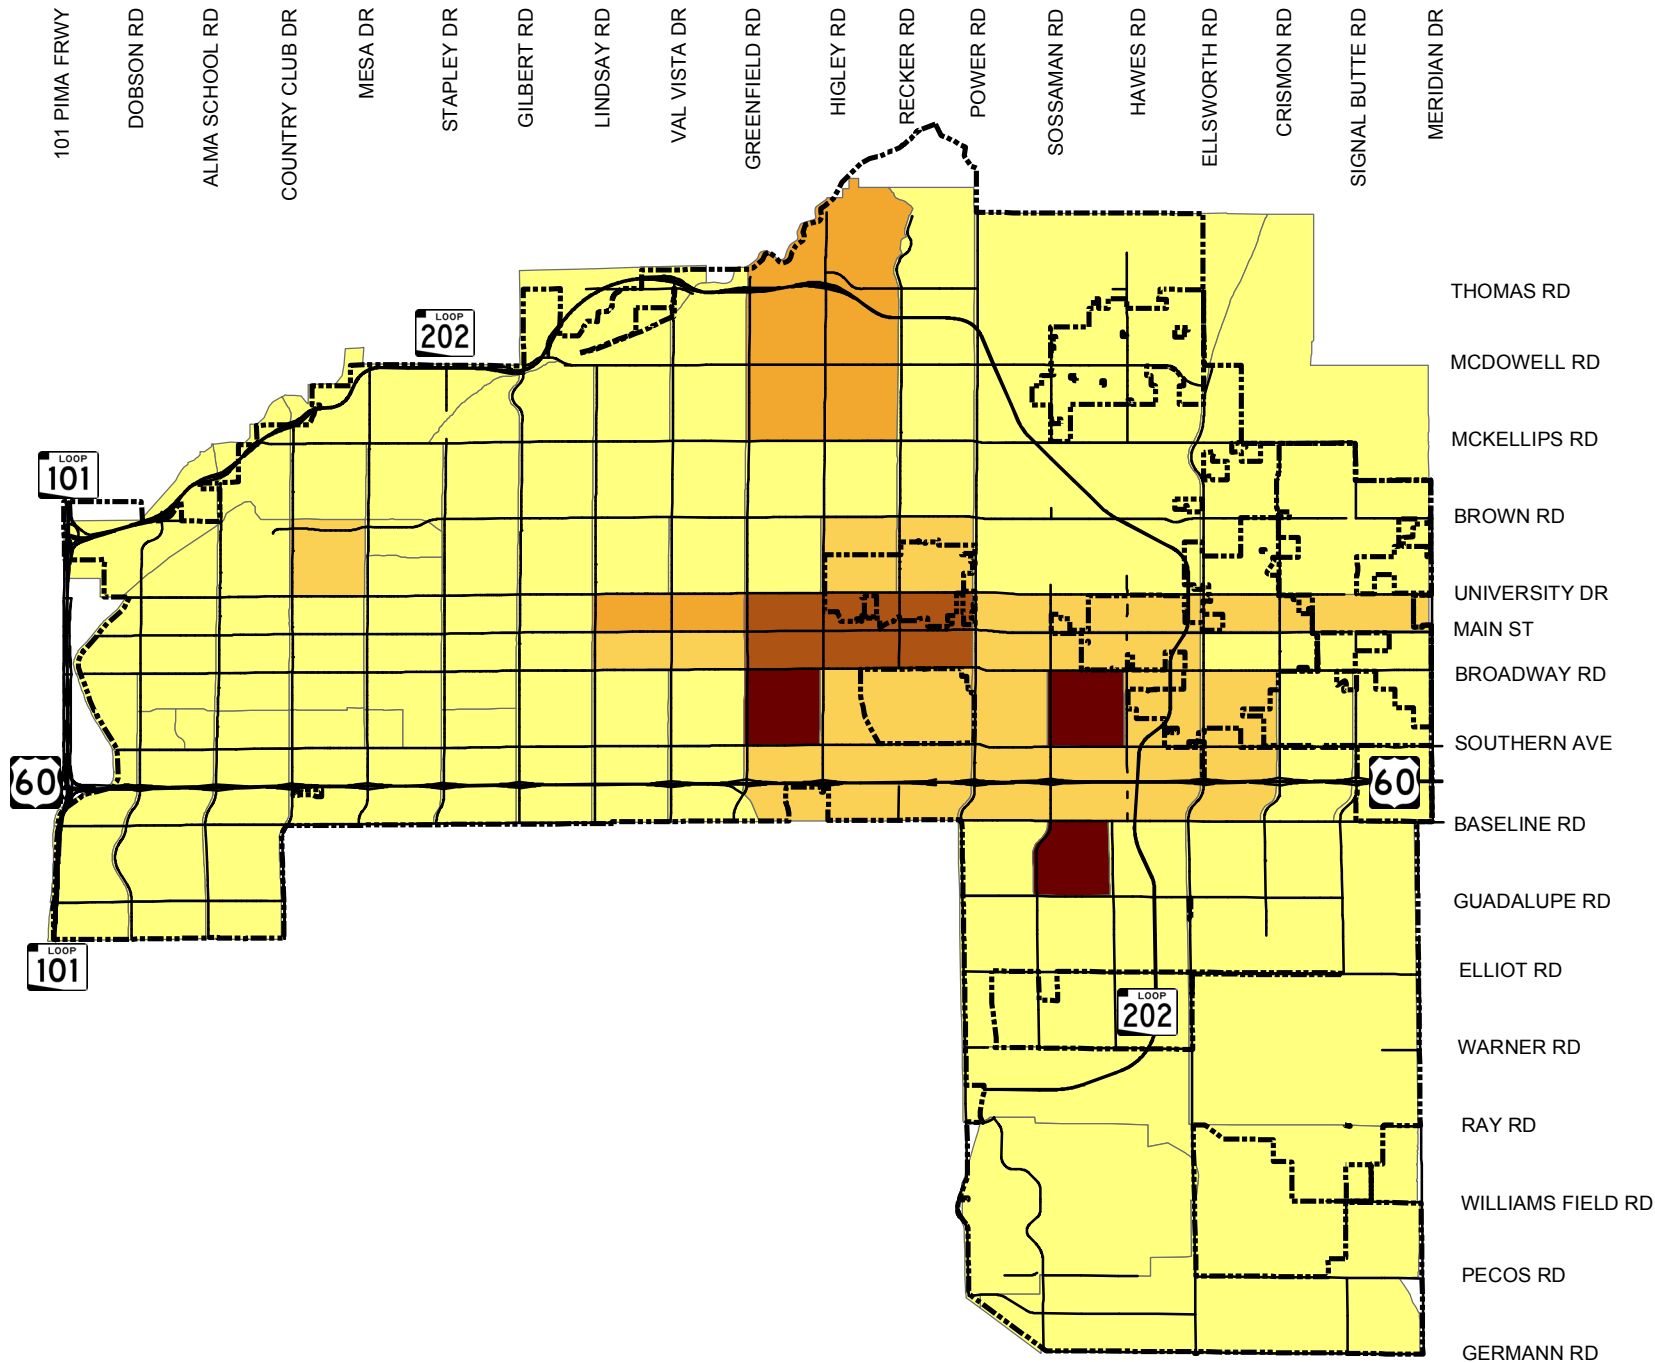 101 PIMA FRWY
DOBSON RD
ALMA SCHOOL RD
COUNTRY CLUB DR
MESA DR
STAPLEY DR
GILBERT RD
LINDSAY RD
VAL VISTA DR
GREENFIELD RD
HIGLEY RD
RECKER RD
POWER RD
SOSSAMAN RD
HAWES RD
ELLSWORTH RD
CRISMON RD
SIGNAL BUTTE RD
MERIDIAN DR
THOMAS RD
LOOP
202
MCDOWELL RD
MCKELLIPS RD
LOOP
101
BROWN RD
UNIVERSITY DR
MAIN ST
BROADWAY RD
SOUTHERN AVE
60
60
BASELINE RD
GUADALUPE RD
LOOP
101
ELLIOT RD
LOOP
202
WARNER RD
RAY RD
WILLIAMS FIELD RD
PECOS RD
GERMANN RD